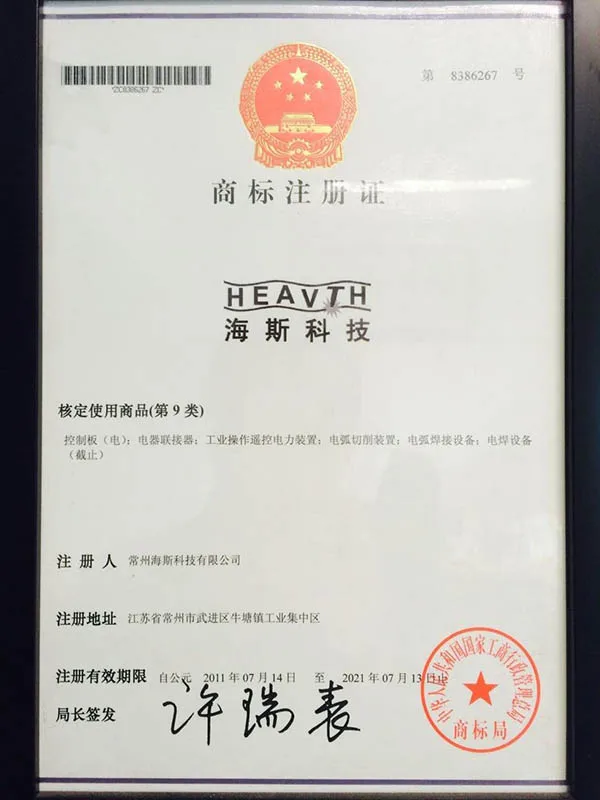 *ZC8386267 ZC*
第 8386267 号
商标注册证
HEAVTH
海斯科技
核定使用商品(第 9 类)
控制板（电）；电器联接器；工业操作遥控电力装置；电弧切削装置；电弧焊接设备；电焊设备
（截止）
注册人 常州海斯科技有限公司
注册地址 江苏省常州市武进区牛塘镇工业集中区
注册有效期限 自公元 2011 年 07 月 14 日 至 2021 年 07 月 13 日止
局长签发 许瑞表
中华人民共和国国家工商行政管理总局
商标局